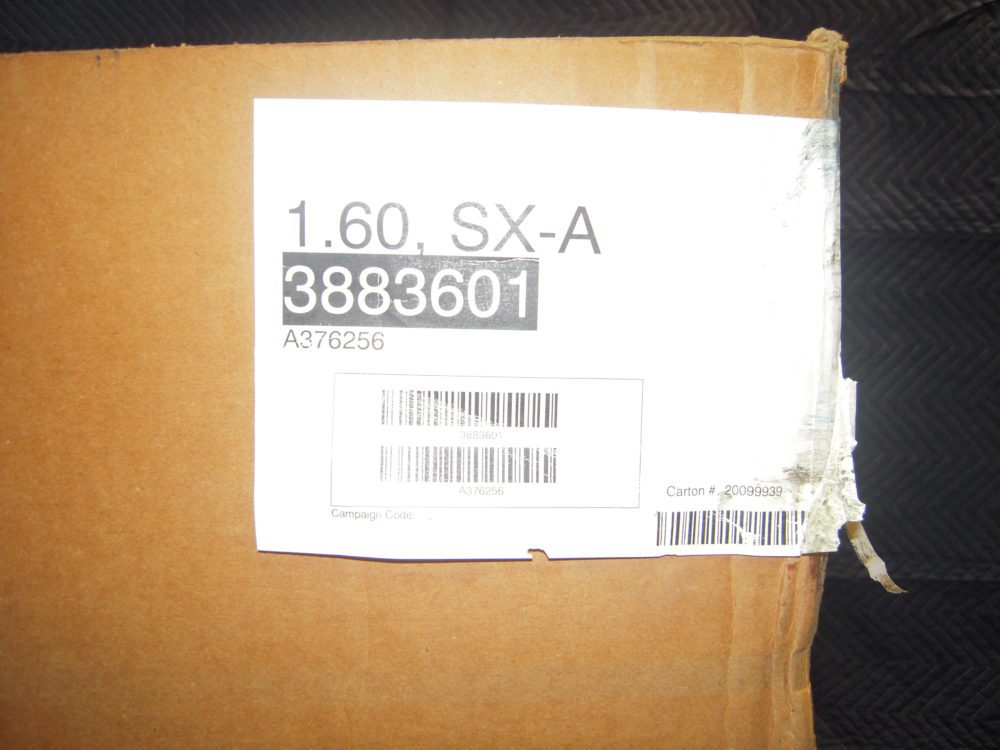 1.60, SX-A
3883601
A376256
3883601
A376256
Carton # 20099939
Campaign Code: